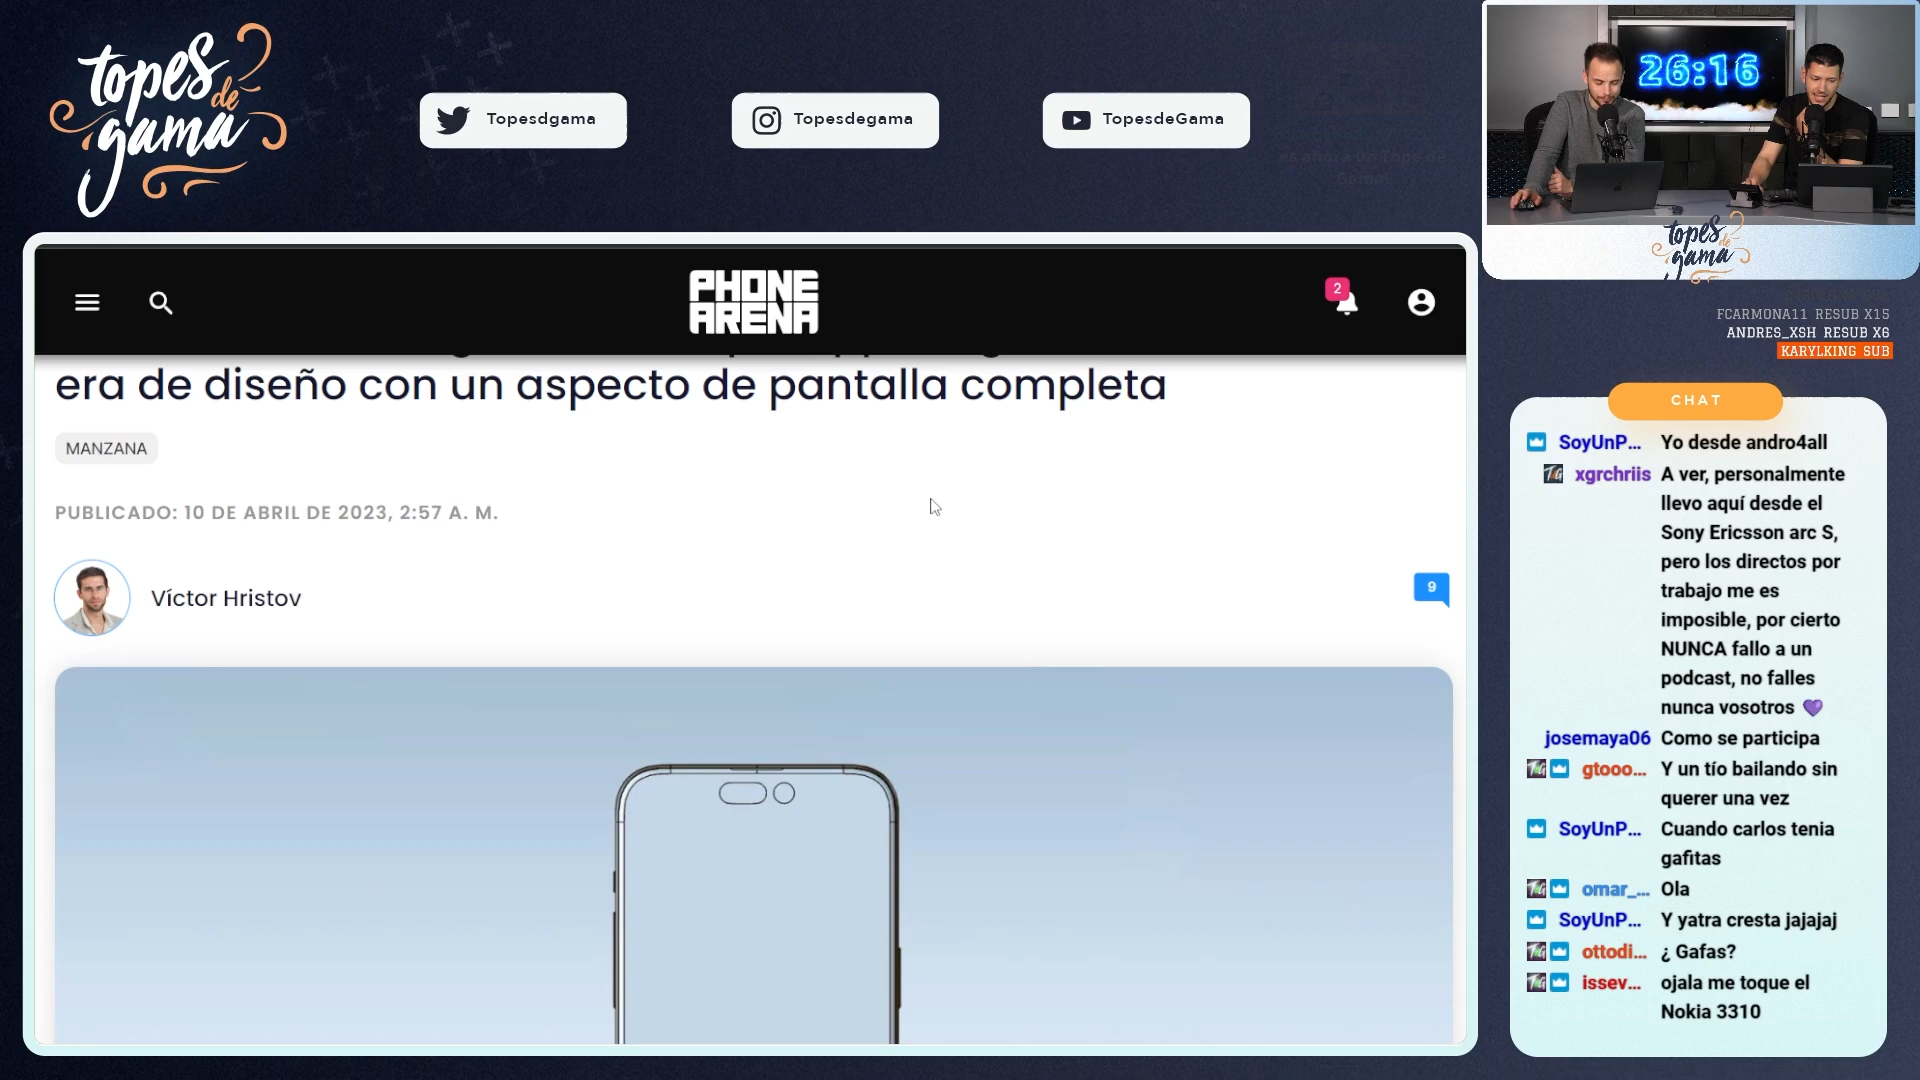 topes
de
gama
Topesdgama
Topesdegama
TopesdeGama
26:16
topes
de
gama
FCARMONA11 RESUB X15
ANDRES_XSH RESUB X6
KARYLKING SUB
PHONE
ARENA
2
era de diseño con un aspecto de pantalla completa
MANZANA
PUBLICADO: 10 DE ABRIL DE 2023, 2:57 A. M.
Víctor Hristov
9
CHAT
SoyUnP... Yo desde andro4all
xgrchriis A ver, personalmente
llevo aquí desde el
Sony Ericsson arc S,
pero los directos por
trabajo me es
imposible, por cierto
NUNCA fallo a un
podcast, no falles
nunca vosotros 💜
josemaya06 Como se participa
gtooo... Y un tío bailando sin
querer una vez
SoyUnP... Cuando carlos tenia
gafitas
omar_... Ola
SoyUnP... Y yatra cresta jajajaj
ottodi... ¿ Gafas?
issev... ojala me toque el
Nokia 3310